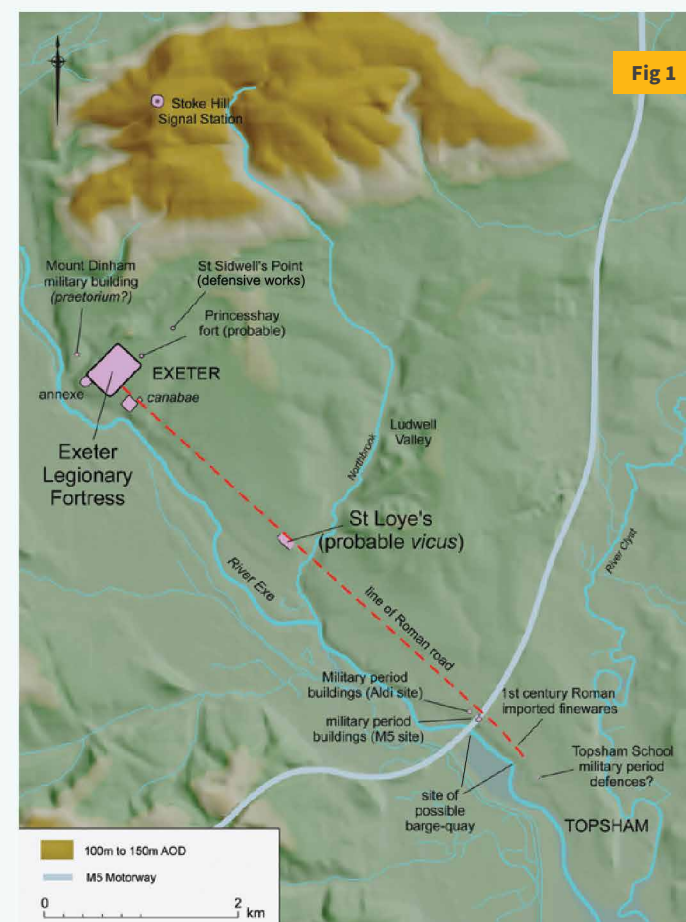 Fig 1
Stoke Hill
Signal Station
Mount Dinham
military building
(praetorium?)
St Sidwell's Point
(defensive works)
Princesshay
fort (probable)
EXETER
annexe
canabae
Exeter
Legionary
Fortress
Ludwell
Valley
Northbrook
St Loye's
(probable vicus)
River Exe
River Clyst
line of Roman road
Military period
buildings (Aldi site)
military period
buildings (M5 site)
1st century Roman
imported finewares
Topsham School
military period
defences?
site of
possible
barge-quay
TOPSHAM
100m to 150m AOD
M5 Motorway
0 2
km